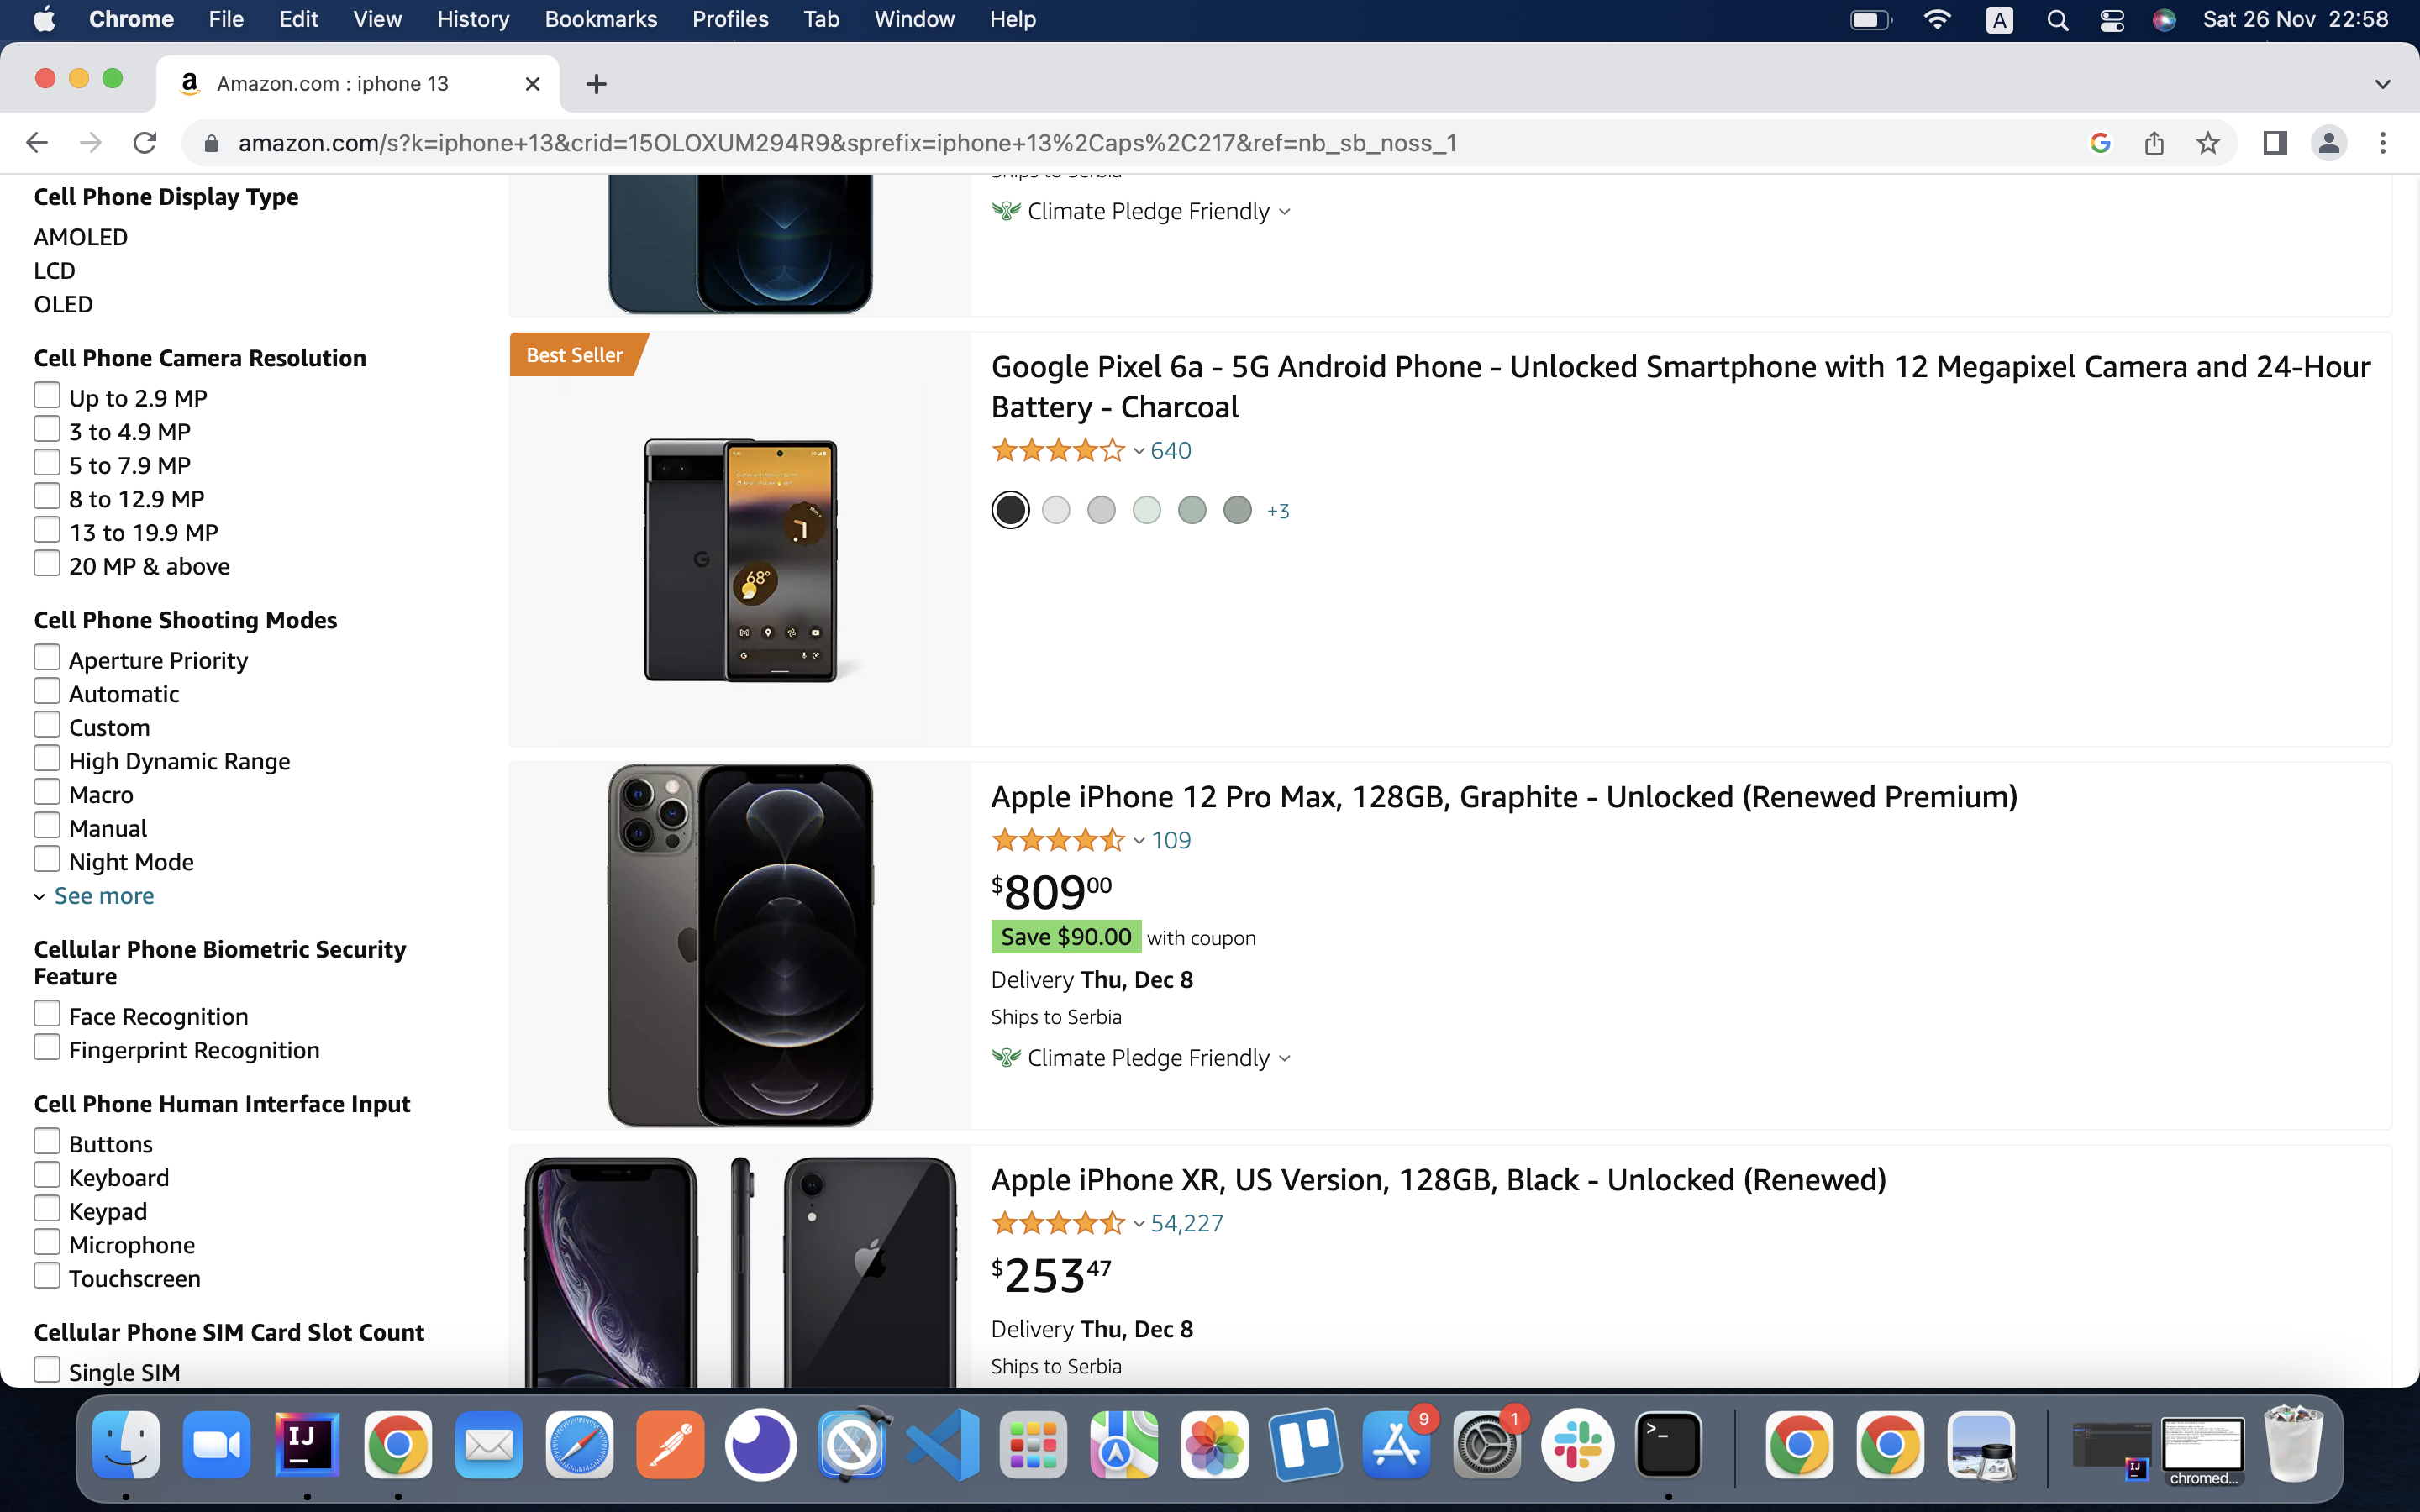 Chrome File Edit View History Bookmarks Profiles Tab Window Help A Sat 26 Nov 22:58
a Amazon.com : iphone 13
amazon.com/s?k=iphone+13&crid=15OLOXUM294R9&sprefix=iphone+13%2Caps%2C217&ref=nb_sb_noss_1
Cell Phone Display Type
AMOLED
LCD
OLED
Cell Phone Camera Resolution
Up to 2.9 MP
3 to 4.9 MP
5 to 7.9 MP
8 to 12.9 MP
13 to 19.9 MP
20 MP & above
Cell Phone Shooting Modes
Aperture Priority
Automatic
Custom
High Dynamic Range
Macro
Manual
Night Mode
See more
Cellular Phone Biometric Security
Feature
Face Recognition
Fingerprint Recognition
Cell Phone Human Interface Input
Buttons
Keyboard
Keypad
Microphone
Touchscreen
Cellular Phone SIM Card Slot Count
Single SIM
Ships to Serbia
Climate Pledge Friendly
Best Seller
68°
Google Pixel 6a - 5G Android Phone - Unlocked Smartphone with 12 Megapixel Camera and 24-Hour
Battery - Charcoal
640
+3
Apple iPhone 12 Pro Max, 128GB, Graphite - Unlocked (Renewed Premium)
109
$809.00
Save $90.00 with coupon
Delivery Thu, Dec 8
Ships to Serbia
Climate Pledge Friendly
Apple iPhone XR, US Version, 128GB, Black - Unlocked (Renewed)
54,227
$253.47
Delivery Thu, Dec 8
Ships to Serbia
IJ
9
1
>_
IJ
chromed...